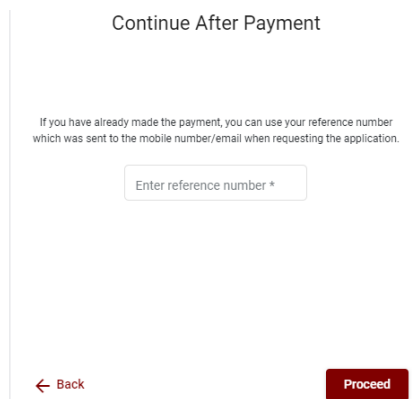 Continue After Payment
If you have already made the payment, you can use your reference number
which was sent to the mobile number/email when requesting the application.
Enter reference number *
Back
Proceed